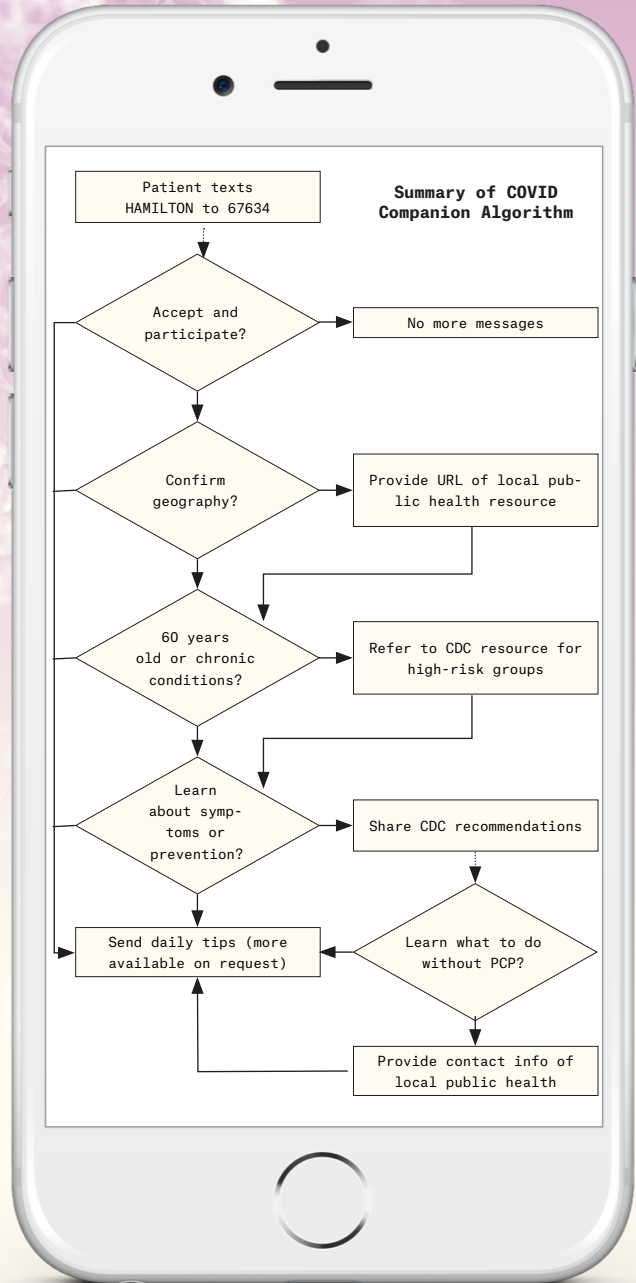 Patient texts
HAMILTON to 67634
Summary of COVID
Companion Algorithm
Accept and
participate?
No more messages
Confirm
geography?
Provide URL of local pub-
lic health resource
60 years
old or chronic
conditions?
Refer to CDC resource for
high-risk groups
Learn
about symp-
toms or
prevention?
Share CDC recommendations
Send daily tips (more
available on request)
Learn what to do
without PCP?
Provide contact info of
local public health